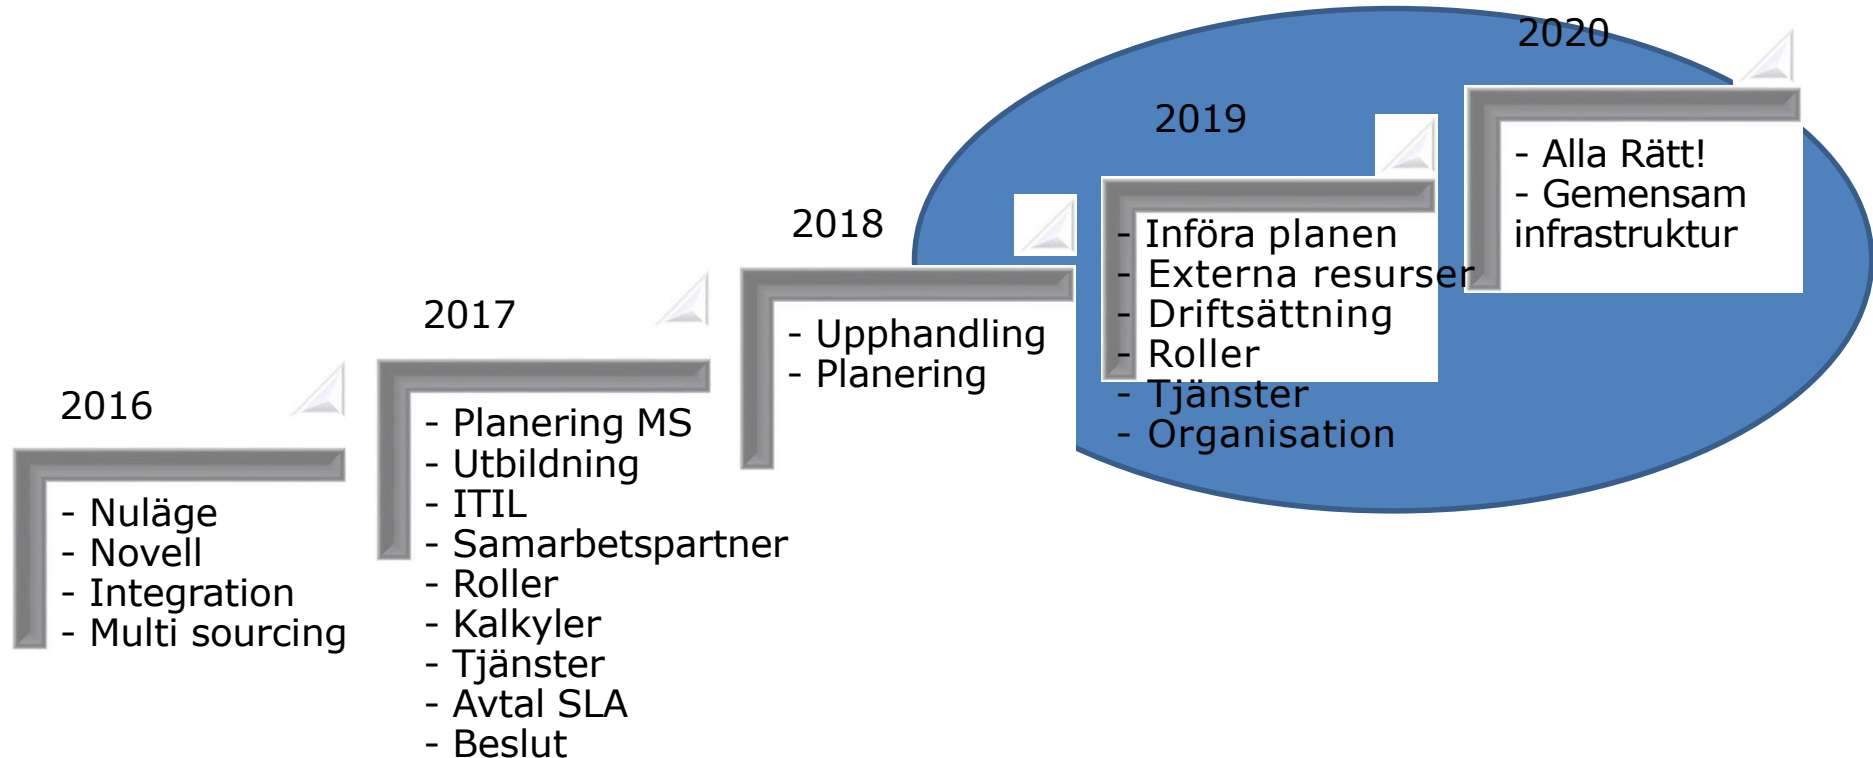 2016
- Nuläge
- Novell
- Integration
- Multi sourcing
2017
- Planering MS
- Utbildning
- ITIL
- Samarbetspartner
- Roller
- Kalkyler
- Tjänster
- Avtal SLA
- Beslut
2018
- Upphandling
- Planering
2019
- Införa planen
- Externa resurser
- Driftsättning
- Roller
- Tjänster
- Organisation
2020
- Alla Rätt!
- Gemensam
infrastruktur